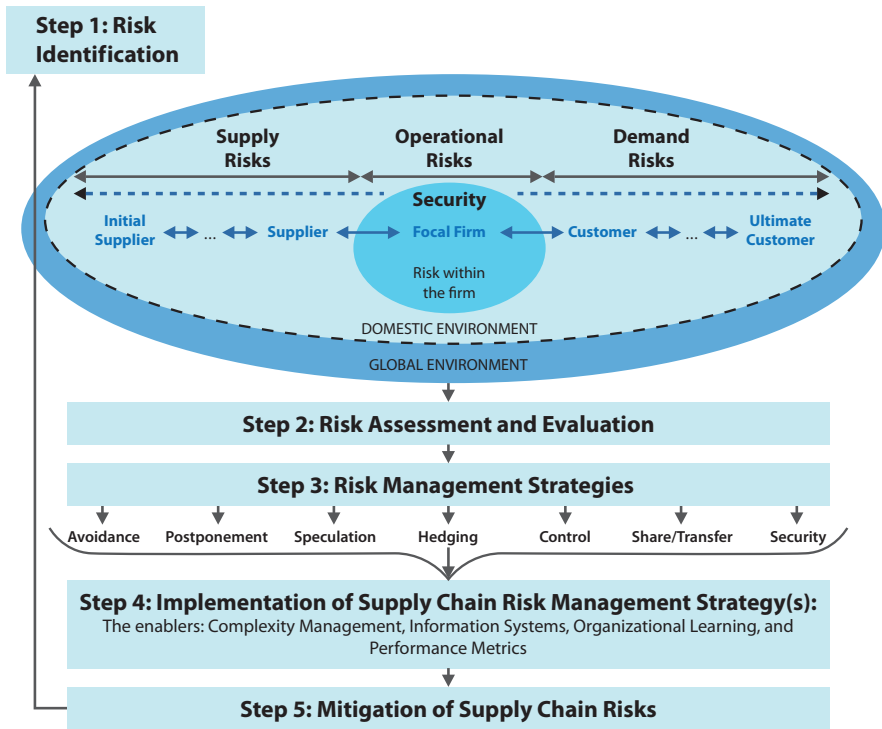 Step 1: Risk
Identification
Supply
Risks
Operational
Risks
Demand
Risks
Security
Initial
Supplier
...
Supplier
Focal Firm
Customer
...
Ultimate
Customer
Risk within
the firm
DOMESTIC ENVIRONMENT
GLOBAL ENVIRONMENT
Step 2: Risk Assessment and Evaluation
Step 3: Risk Management Strategies
Avoidance
Postponement
Speculation
Hedging
Control
Share/Transfer
Security
Step 4: Implementation of Supply Chain Risk Management Strategy(s):
The enablers: Complexity Management, Information Systems, Organizational Learning, and
Performance Metrics
Step 5: Mitigation of Supply Chain Risks